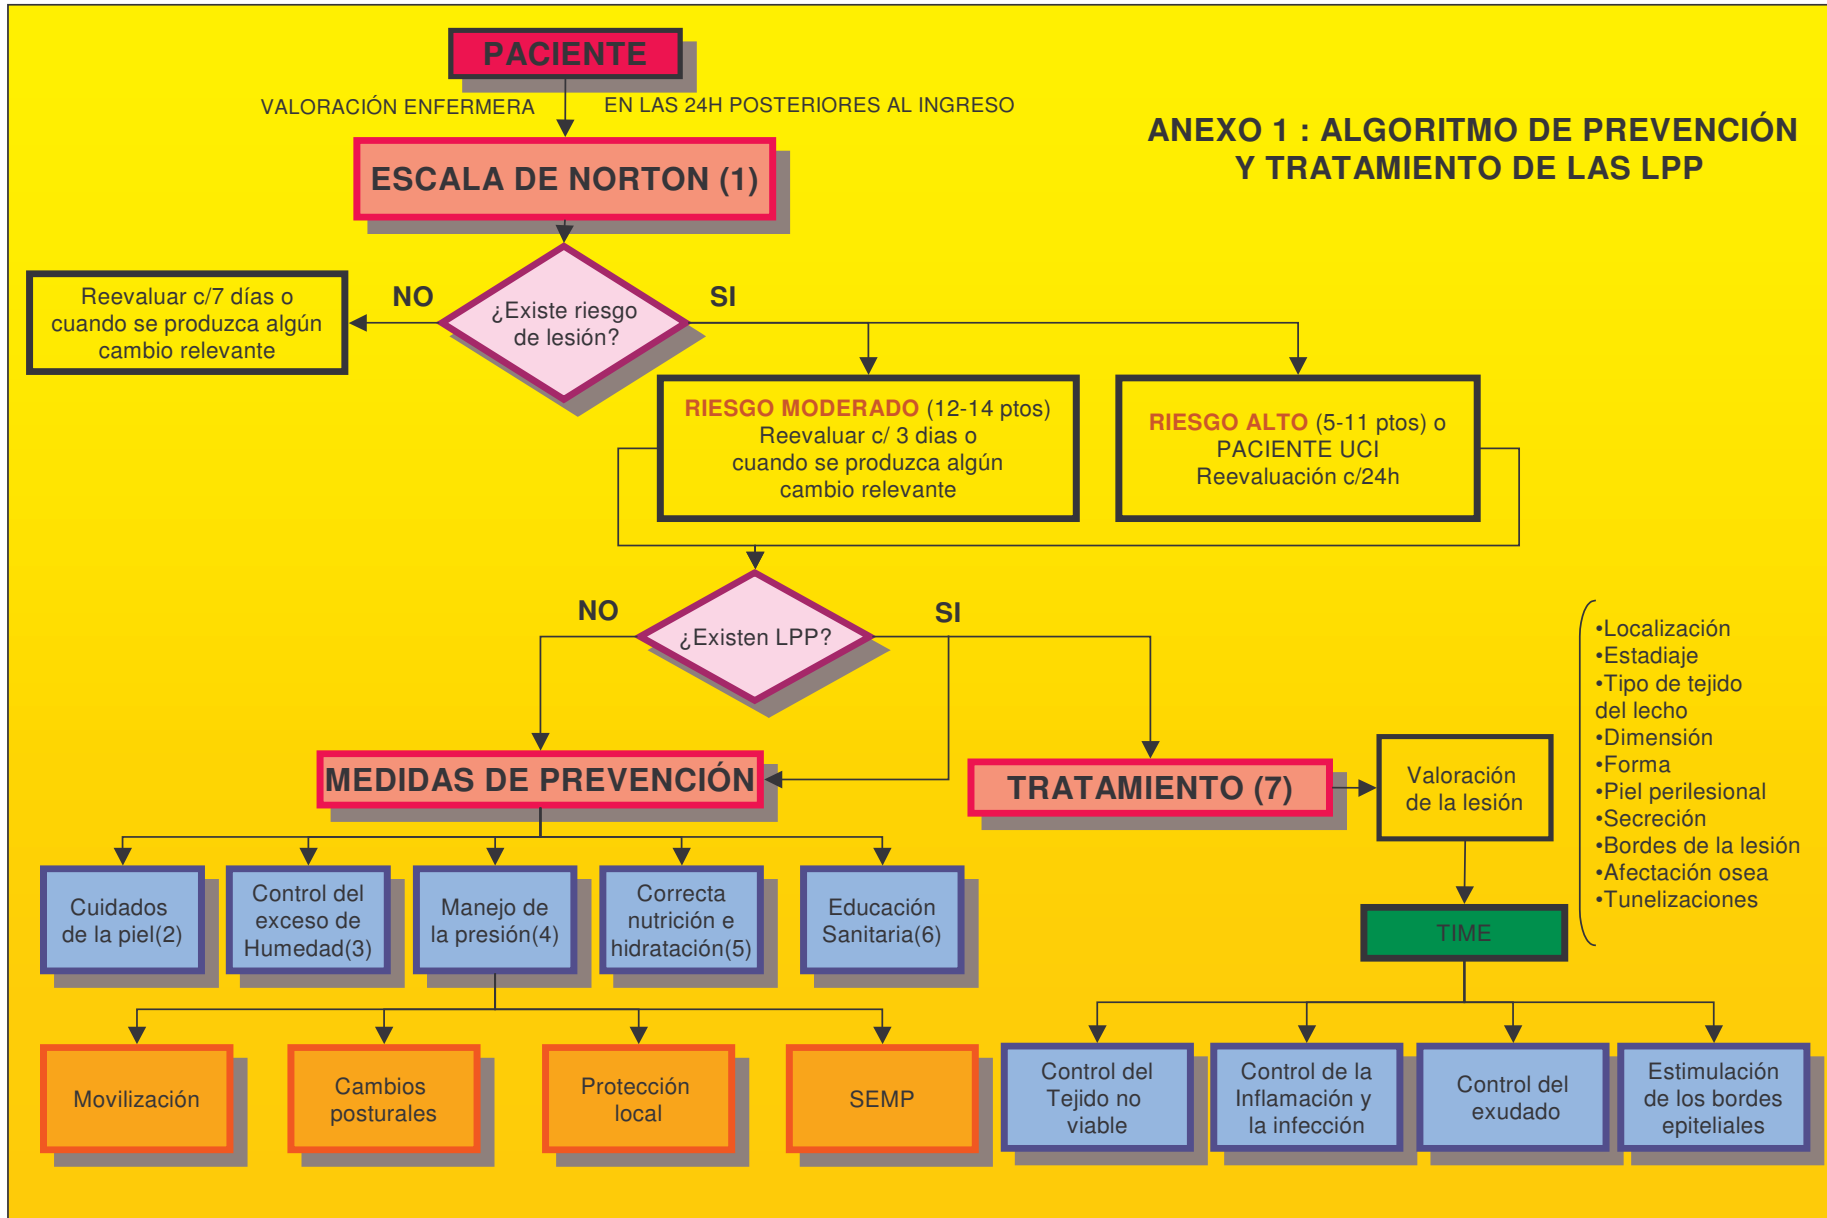 PACIENTE
VALORACIÓN ENFERMERA
EN LAS 24H POSTERIORES AL INGRESO
ANEXO 1 : ALGORITMO DE PREVENCIÓN
Y TRATAMIENTO DE LAS LPP
ESCALA DE NORTON (1)
¿Existe riesgo
de lesión?
NO
SI
Reevaluar c/7 días o
cuando se produzca algún
cambio relevante
RIESGO MODERADO (12-14 ptos)
Reevaluar c/ 3 dias o
cuando se produzca algún
cambio relevante
RIESGO ALTO (5-11 ptos) o
PACIENTE UCI
Reevaluación c/24h
¿Existen LPP?
NO
SI
MEDIDAS DE PREVENCIÓN
TRATAMIENTO (7)
Valoración
de la lesión
•Localización
•Estadiaje
•Tipo de tejido
del lecho
•Dimensión
•Forma
•Piel perilesional
•Secreción
•Bordes de la lesión
•Afectación osea
•Tunelizaciones
Cuidados
de la piel(2)
Control del
exceso de
Humedad(3)
Manejo de
la presión(4)
Correcta
nutrición e
hidratación(5)
Educación
Sanitaria(6)
TIME
Movilización
Cambios
posturales
Protección
local
SEMP
Control del
Tejido no
viable
Control de la
Inflamación y
la infección
Control del
exudado
Estimulación
de los bordes
epiteliales